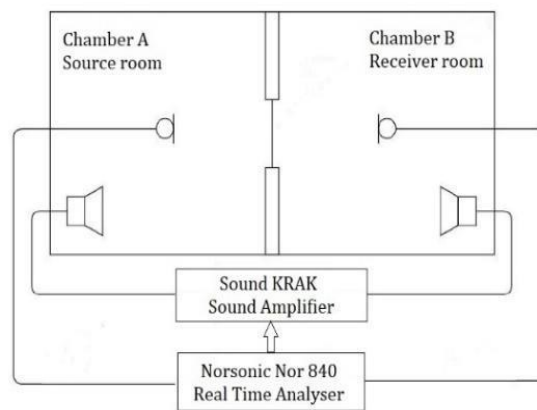 Chamber A
Source room
Chamber B
Receiver room
Sound KRAK
Sound Amplifier
Norsonic Nor 840
Real Time Analyser